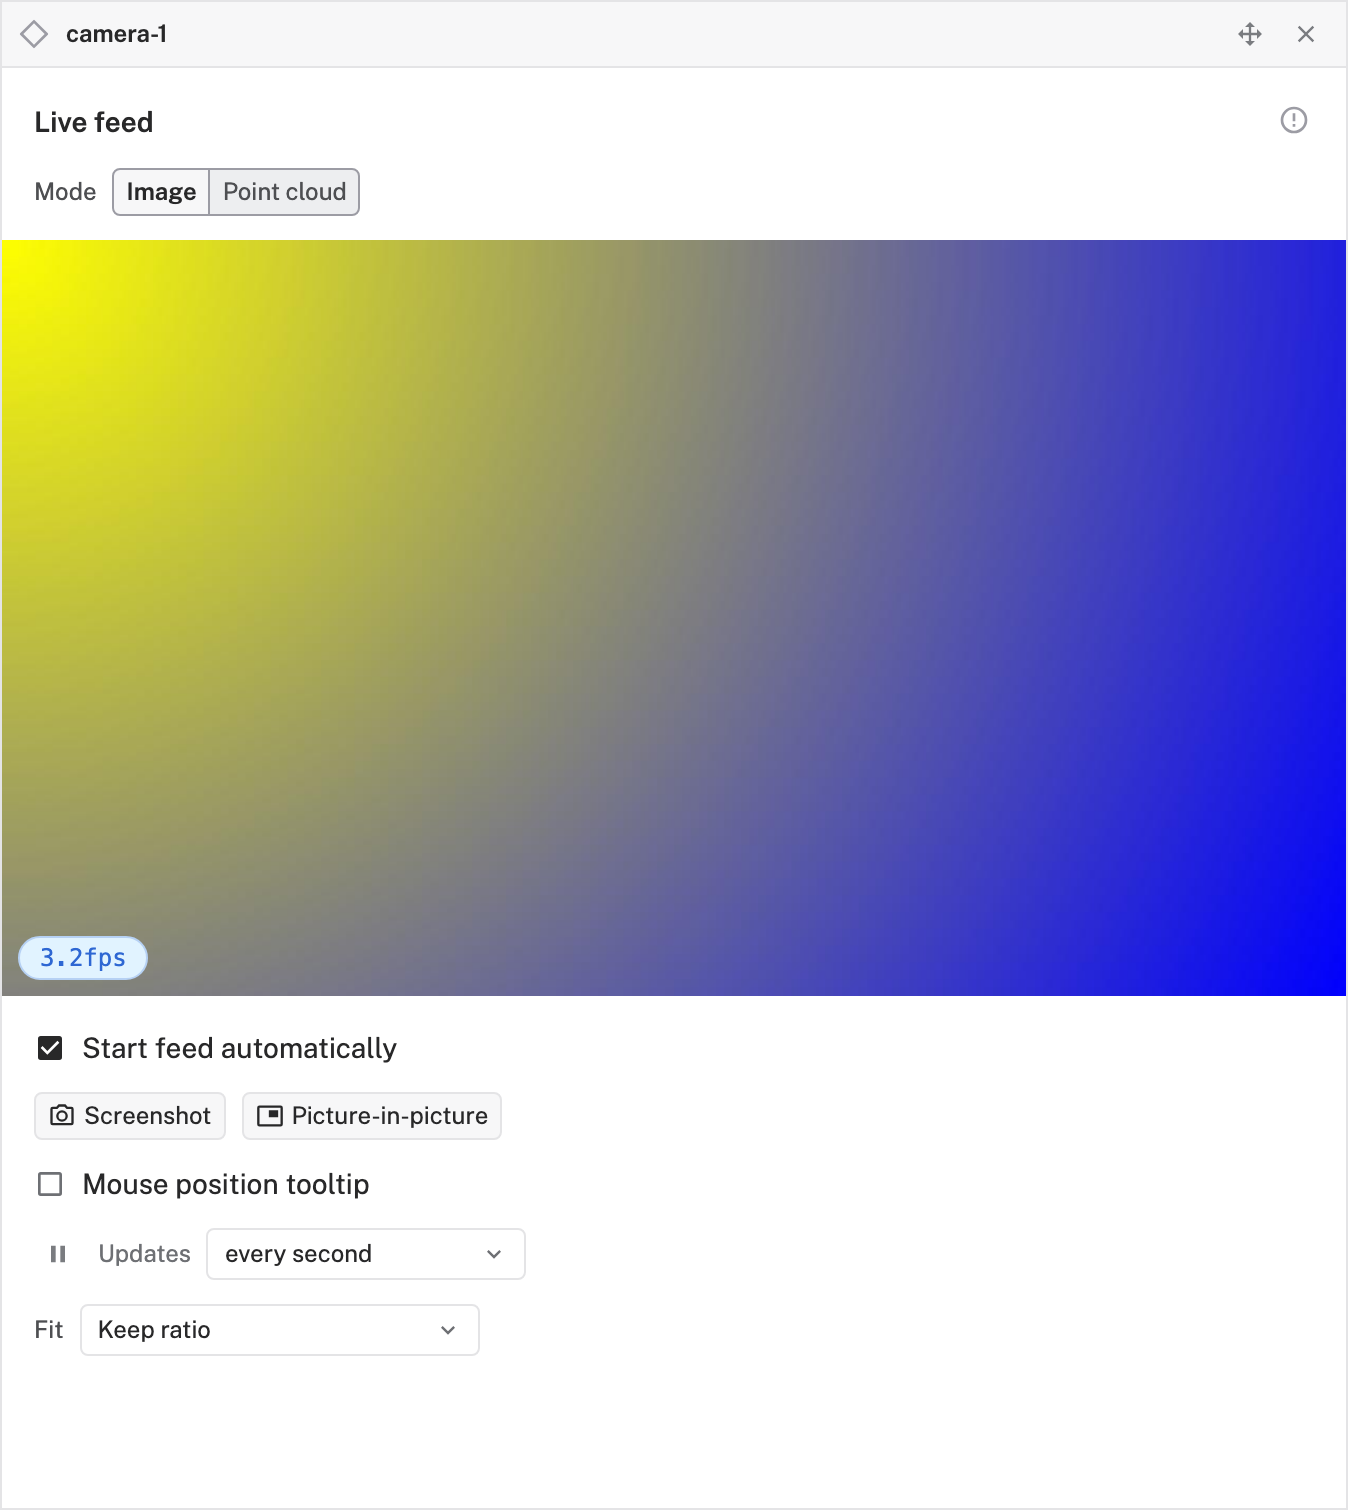 camera-1
Live feed
Mode Image Point cloud
3.2fps
Start feed automatically
Screenshot Picture-in-picture
Mouse position tooltip
Updates every second
Fit Keep ratio